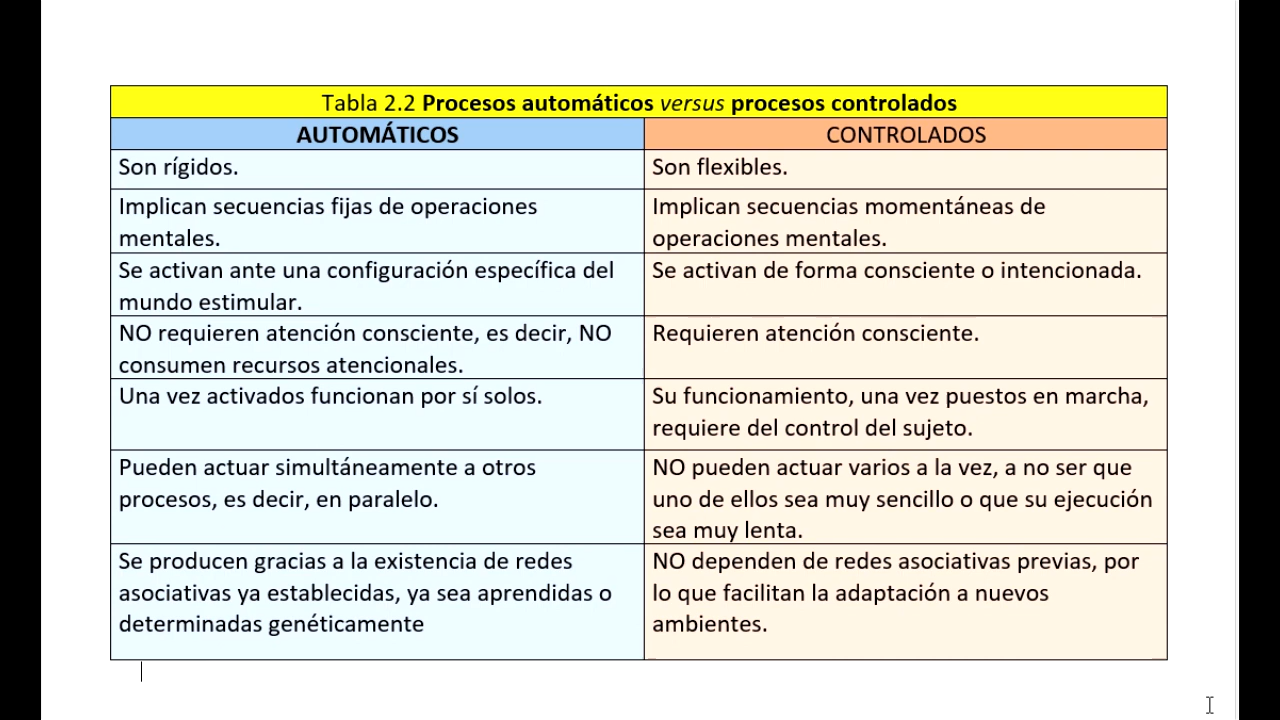 Tabla 2.2 Procesos automáticos versus procesos controlados
AUTOMÁTICOS
CONTROLADOS
Son rígidos.
Son flexibles.
Implican secuencias fijas de operaciones
mentales.
Implican secuencias momentáneas de
operaciones mentales.
Se activan ante una configuración específica del
mundo estimular.
Se activan de forma consciente o intencionada.
NO requieren atención consciente, es decir, NO
consumen recursos atencionales.
Requieren atención consciente.
Una vez activados funcionan por sí solos.
Su funcionamiento, una vez puestos en marcha,
requiere del control del sujeto.
Pueden actuar simultáneamente a otros
procesos, es decir, en paralelo.
NO pueden actuar varios a la vez, a no ser que
uno de ellos sea muy sencillo o que su ejecución
sea muy lenta.
Se producen gracias a la existencia de redes
asociativas ya establecidas, ya sea aprendidas o
determinadas genéticamente
NO dependen de redes asociativas previas, por
lo que facilitan la adaptación a nuevos
ambientes.